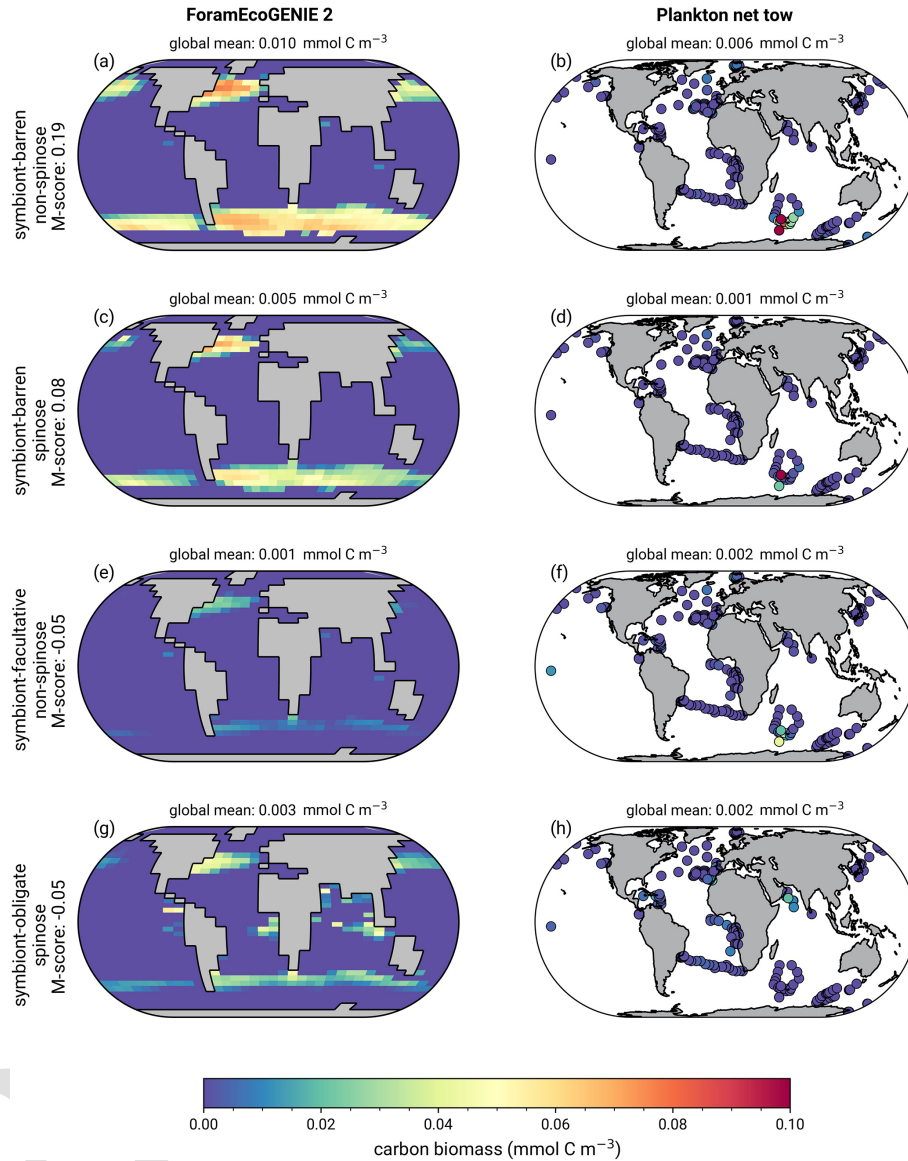 ForamEcoGENIE 2
Plankton net tow
global mean: 0.010 mmol C m⁻³
global mean: 0.006 mmol C m⁻³
(a)
(b)
symbiont-barren
non-spinose
M-score: 0.19
global mean: 0.005 mmol C m⁻³
global mean: 0.001 mmol C m⁻³
(c)
(d)
symbiont-barren
spinose
M-score: 0.08
global mean: 0.001 mmol C m⁻³
global mean: 0.002 mmol C m⁻³
(e)
(f)
symbiont-facultative
non-spinose
M-score: -0.05
global mean: 0.003 mmol C m⁻³
global mean: 0.002 mmol C m⁻³
(g)
(h)
symbiont-obligate
spinose
M-score: -0.05
0.00 0.02 0.04 0.06 0.08 0.10
carbon biomass (mmol C m⁻³)